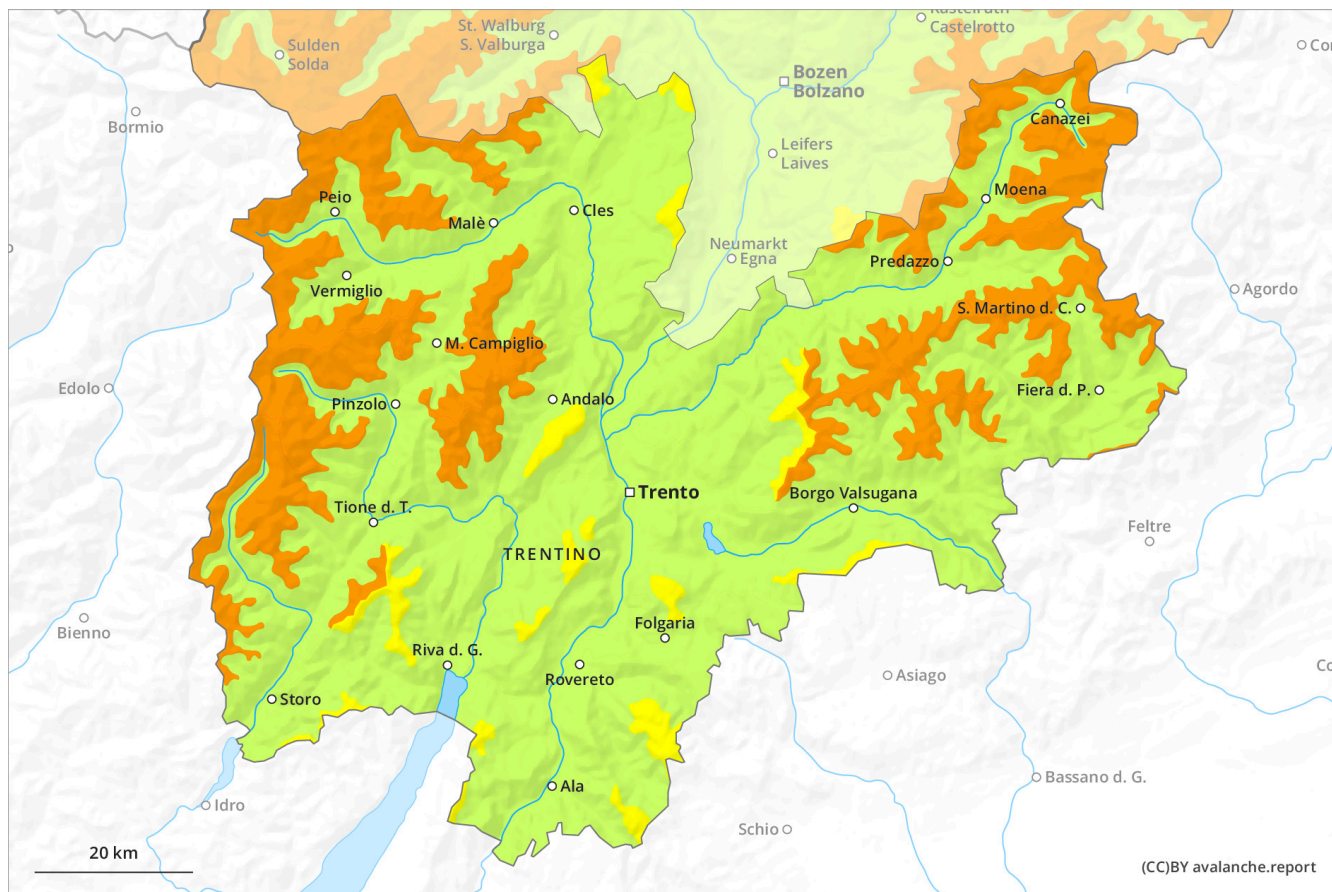 Kastelruth
Castelrotto
St. Walburg
S. Valburga
Sulden
Solda
Bozen
Bolzano
Bormio
Canazei
Leifers
Laives
Peio
Moena
Malè
Cles
Neumarkt
Egna
Predazzo
Vermiglio
Agordo
S. Martino d. C.
M. Campiglio
Edolo
Andalo
Fiera d. P.
Pinzolo
Trento
Borgo Valsugana
Tione d. T.
Feltre
TRENTINO
Bienno
Folgaria
Riva d. G.
Rovereto
Asiago
Storo
Bassano d. G.
Ala
Idro
Schio
20 km
(CC)BY avalanche.report